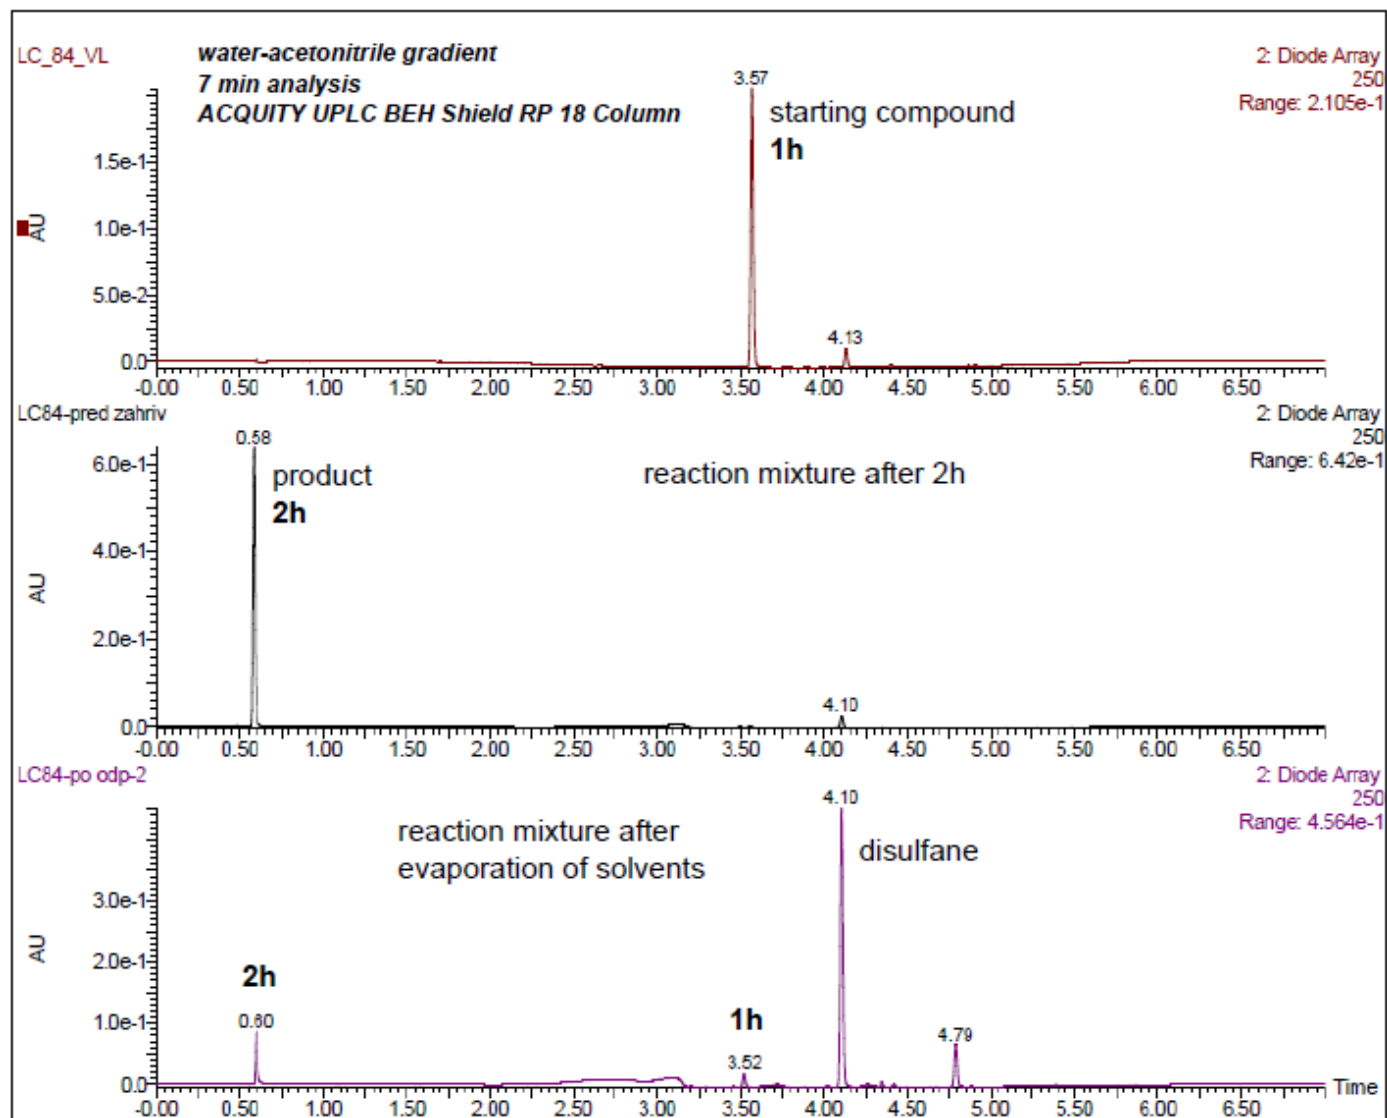 LC_84_VL
water-acetonitrile gradient
7 min analysis
ACQUITY UPLC BEH Shield RP 18 Column
2: Diode Array
250
Range: 2.105e-1
3.57
starting compound
1h
4.13
AU
1.5e-1
1.0e-1
5.0e-2
0.0
-0.00 0.50 1.00 1.50 2.00 2.50 3.00 3.50 4.00 4.50 5.00 5.50 6.00 6.50
LC84-pred zahriv
2: Diode Array
250
Range: 6.42e-1
0.58
product
2h
reaction mixture after 2h
4.10
AU
6.0e-1
4.0e-1
2.0e-1
0.0
-0.00 0.50 1.00 1.50 2.00 2.50 3.00 3.50 4.00 4.50 5.00 5.50 6.00 6.50
LC84-po odp-2
2: Diode Array
250
Range: 4.564e-1
4.10
reaction mixture after
evaporation of solvents
disulfane
2h
0.60
1h
3.52
4.79
AU
3.0e-1
2.0e-1
1.0e-1
0.0
Time
-0.00 0.50 1.00 1.50 2.00 2.50 3.00 3.50 4.00 4.50 5.00 5.50 6.00 6.50